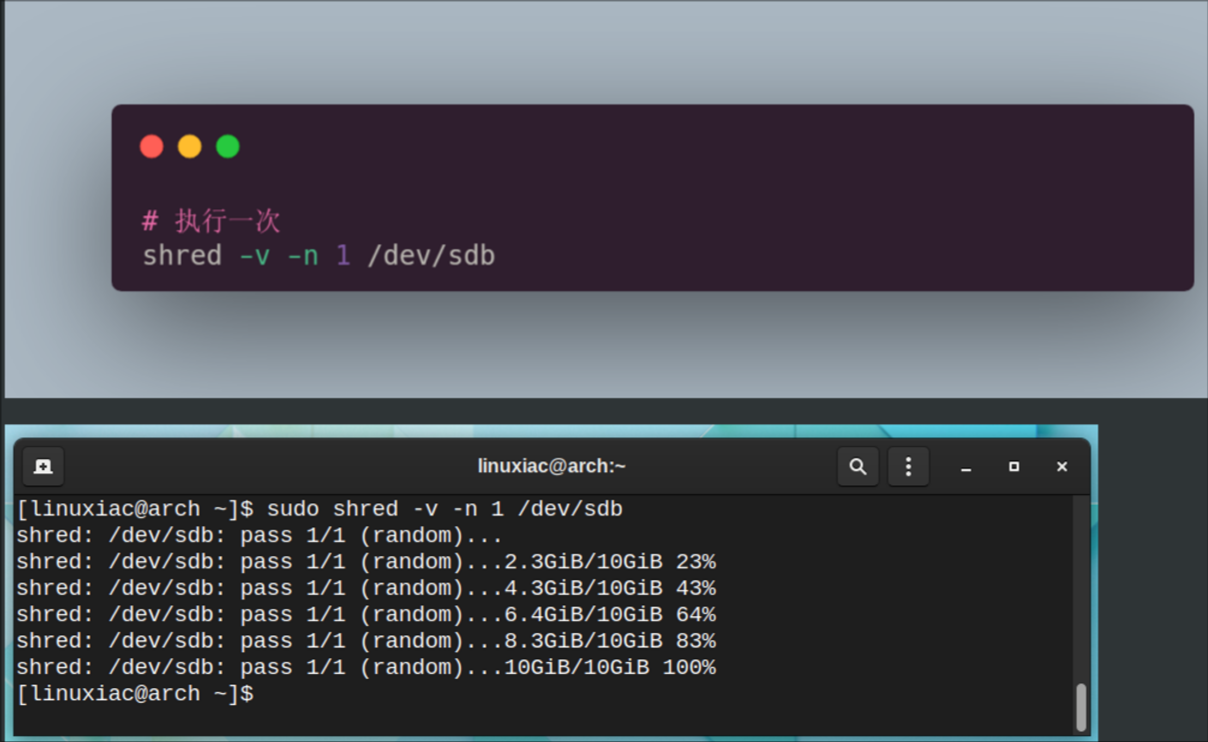 # 执行一次
shred -v -n 1 /dev/sdb
linuxiac@arch:~
[linuxiac@arch ~]$ sudo shred -v -n 1 /dev/sdb
shred: /dev/sdb: pass 1/1 (random)...
shred: /dev/sdb: pass 1/1 (random)...2.3GiB/10GiB 23%
shred: /dev/sdb: pass 1/1 (random)...4.3GiB/10GiB 43%
shred: /dev/sdb: pass 1/1 (random)...6.4GiB/10GiB 64%
shred: /dev/sdb: pass 1/1 (random)...8.3GiB/10GiB 83%
shred: /dev/sdb: pass 1/1 (random)...10GiB/10GiB 100%
[linuxiac@arch ~]$